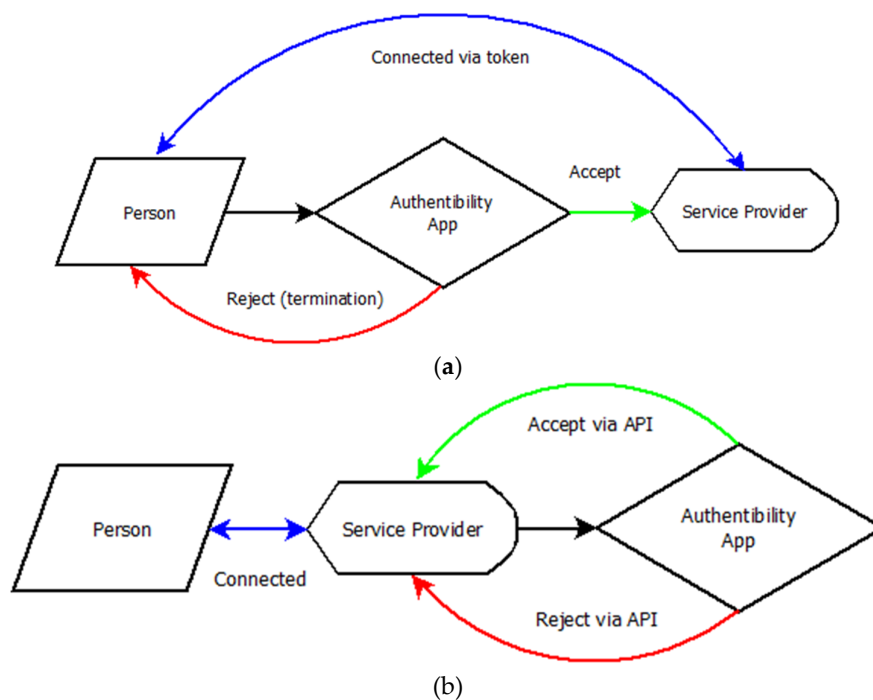 Connected via token
Accept
Person
Authentibility
App
Service Provider
Reject (termination)
(a)
Accept via API
Person
Service Provider
Authentibility
App
Connected
Reject via API
(b)